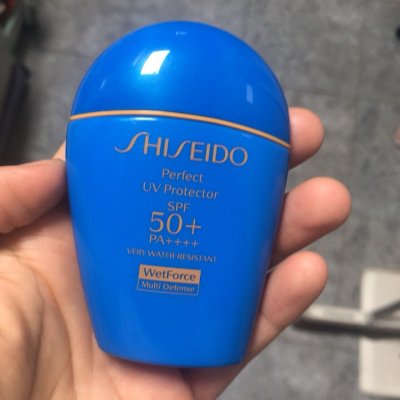 SHISEIDO
Perfect
UV Protector
SPF
50+
PA++++
VERY WATER-RESISTANT
WetForce
Multi Defense